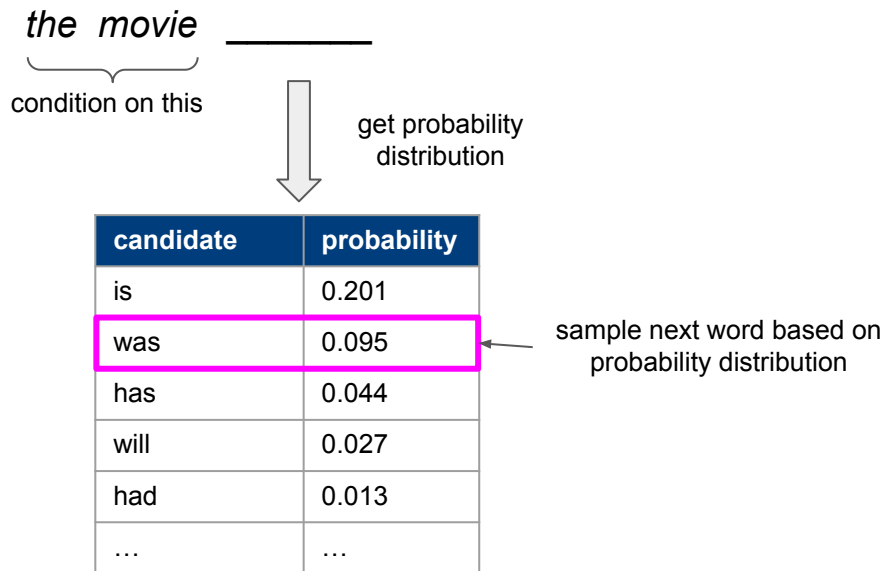 the movie ________
condition on this
get probability
distribution
candidate probability
is 0.201
was 0.095
has 0.044
will 0.027
had 0.013
… …
sample next word based on
probability distribution